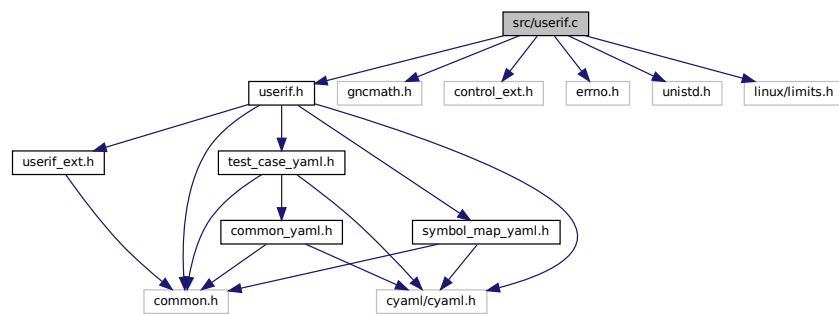 src/userif.c
userif.h
gncmath.h
control_ext.h
errno.h
unistd.h
linux/limits.h
userif_ext.h
test_case_yaml.h
common_yaml.h
symbol_map_yaml.h
common.h
cyaml/cyaml.h